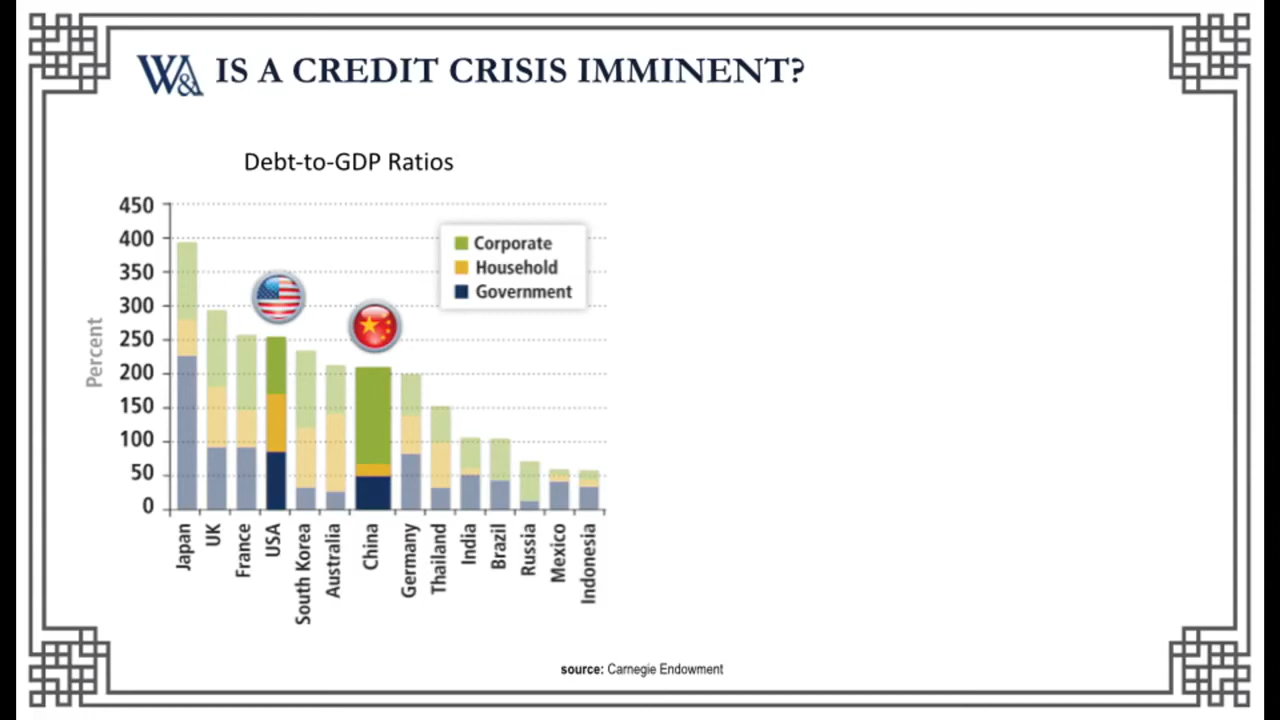 W& IS A CREDIT CRISIS IMMINENT?
Debt-to-GDP Ratios
450
400
350
300
250
200
150
100
50
0
Percent
Corporate
Household
Government
Japan
UK
France
USA
South Korea
Australia
China
Germany
Thailand
India
Brazil
Russia
Mexico
Indonesia
source: Carnegie Endowment